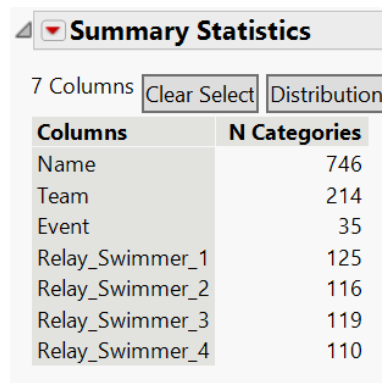 Summary Statistics
7 Columns Clear Select Distribution
Columns N Categories
Name 746
Team 214
Event 35
Relay_Swimmer_1 125
Relay_Swimmer_2 116
Relay_Swimmer_3 119
Relay_Swimmer_4 110